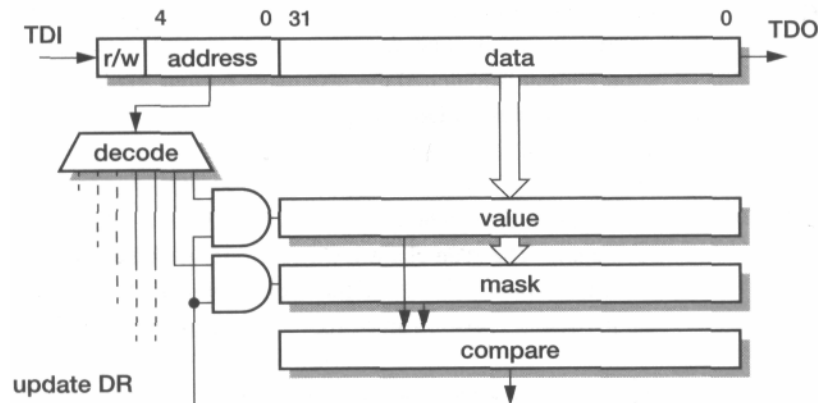 4 0 31 0
TDI TDO
r/w address data
decode
value
mask
compare
update DR